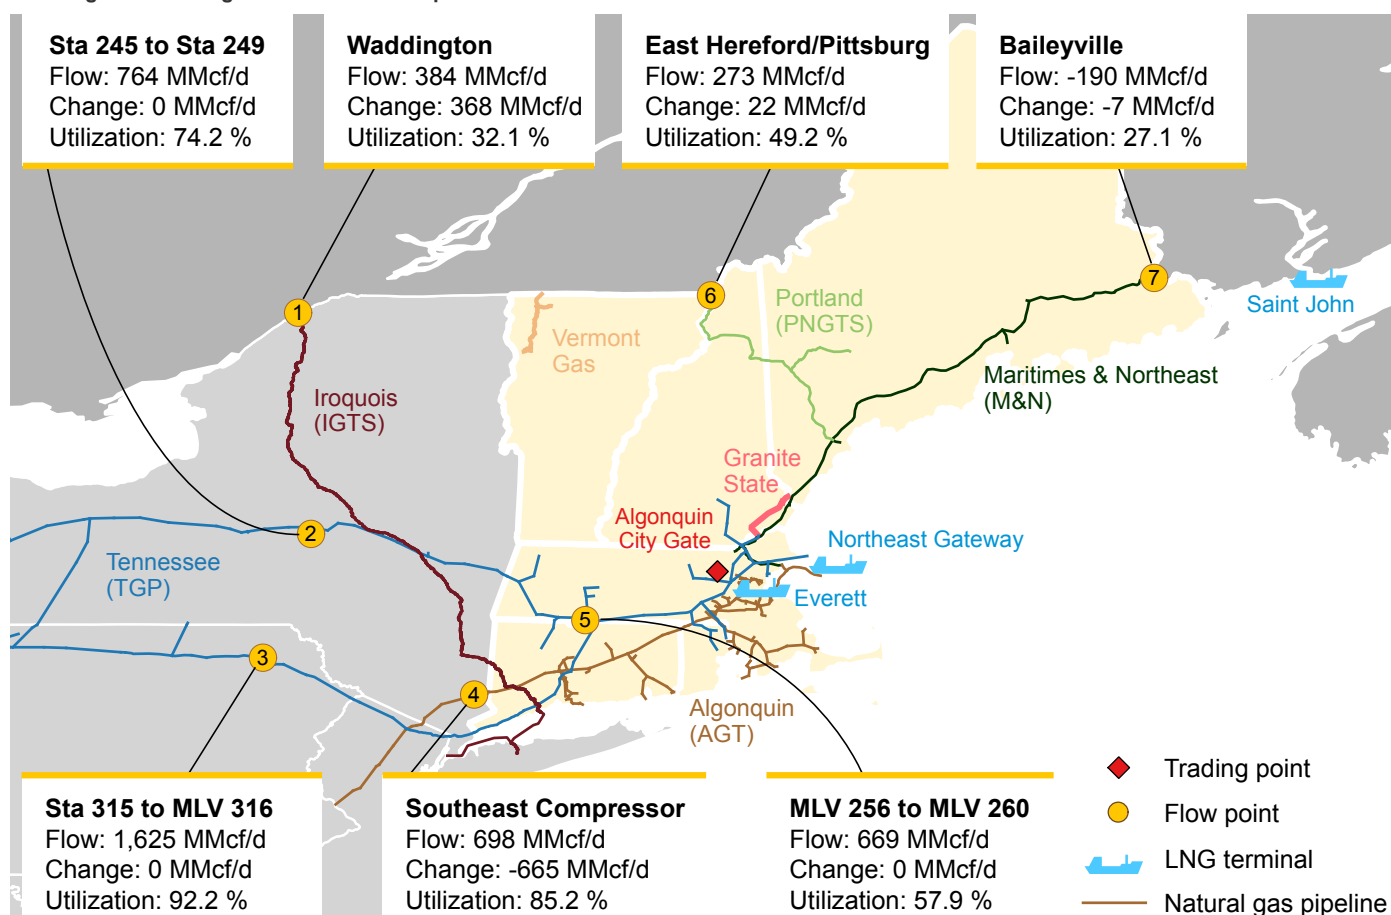 Sta 245 to Sta 249
Flow: 764 MMcf/d
Change: 0 MMcf/d
Utilization: 74.2 %
Waddington
Flow: 384 MMcf/d
Change: 368 MMcf/d
Utilization: 32.1 %
East Hereford/Pittsburg
Flow: 273 MMcf/d
Change: 22 MMcf/d
Utilization: 49.2 %
Baileyville
Flow: -190 MMcf/d
Change: -7 MMcf/d
Utilization: 27.1 %
1
6
7
Portland
(PNGTS)
Saint John
Vermont
Gas
Iroquois
(IGTS)
Maritimes & Northeast
(M&N)
Granite
State
Algonquin
City Gate
2
Northeast Gateway
Tennessee
(TGP)
Everett
5
3
4
Algonquin
(AGT)
Sta 315 to MLV 316
Flow: 1,625 MMcf/d
Change: 0 MMcf/d
Utilization: 92.2 %
Southeast Compressor
Flow: 698 MMcf/d
Change: -665 MMcf/d
Utilization: 85.2 %
MLV 256 to MLV 260
Flow: 669 MMcf/d
Change: 0 MMcf/d
Utilization: 57.9 %
Trading point
Flow point
LNG terminal
Natural gas pipeline